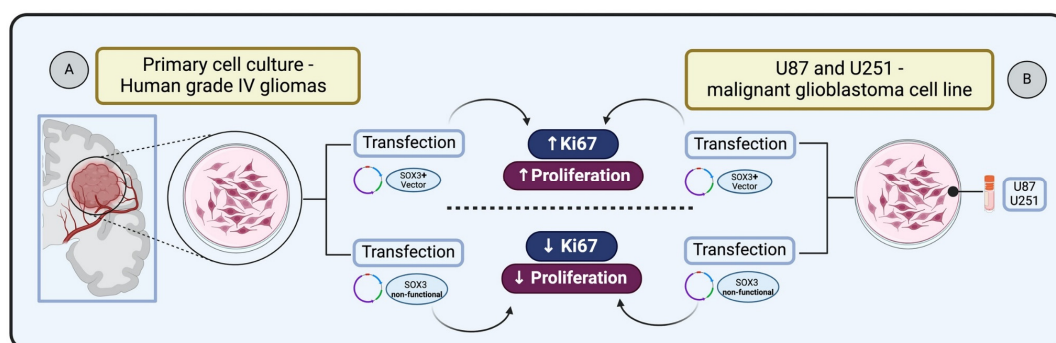 A
Primary cell culture -
Human grade IV gliomas
U87 and U251 -
malignant glioblastoma cell line
B
Transfection
SOX3+
Vector
↑Ki67
↑Proliferation
Transfection
SOX3+
Vector
U87
U251
Transfection
SOX3
non-functional
↓ Ki67
↓ Proliferation
Transfection
SOX3
non-functional